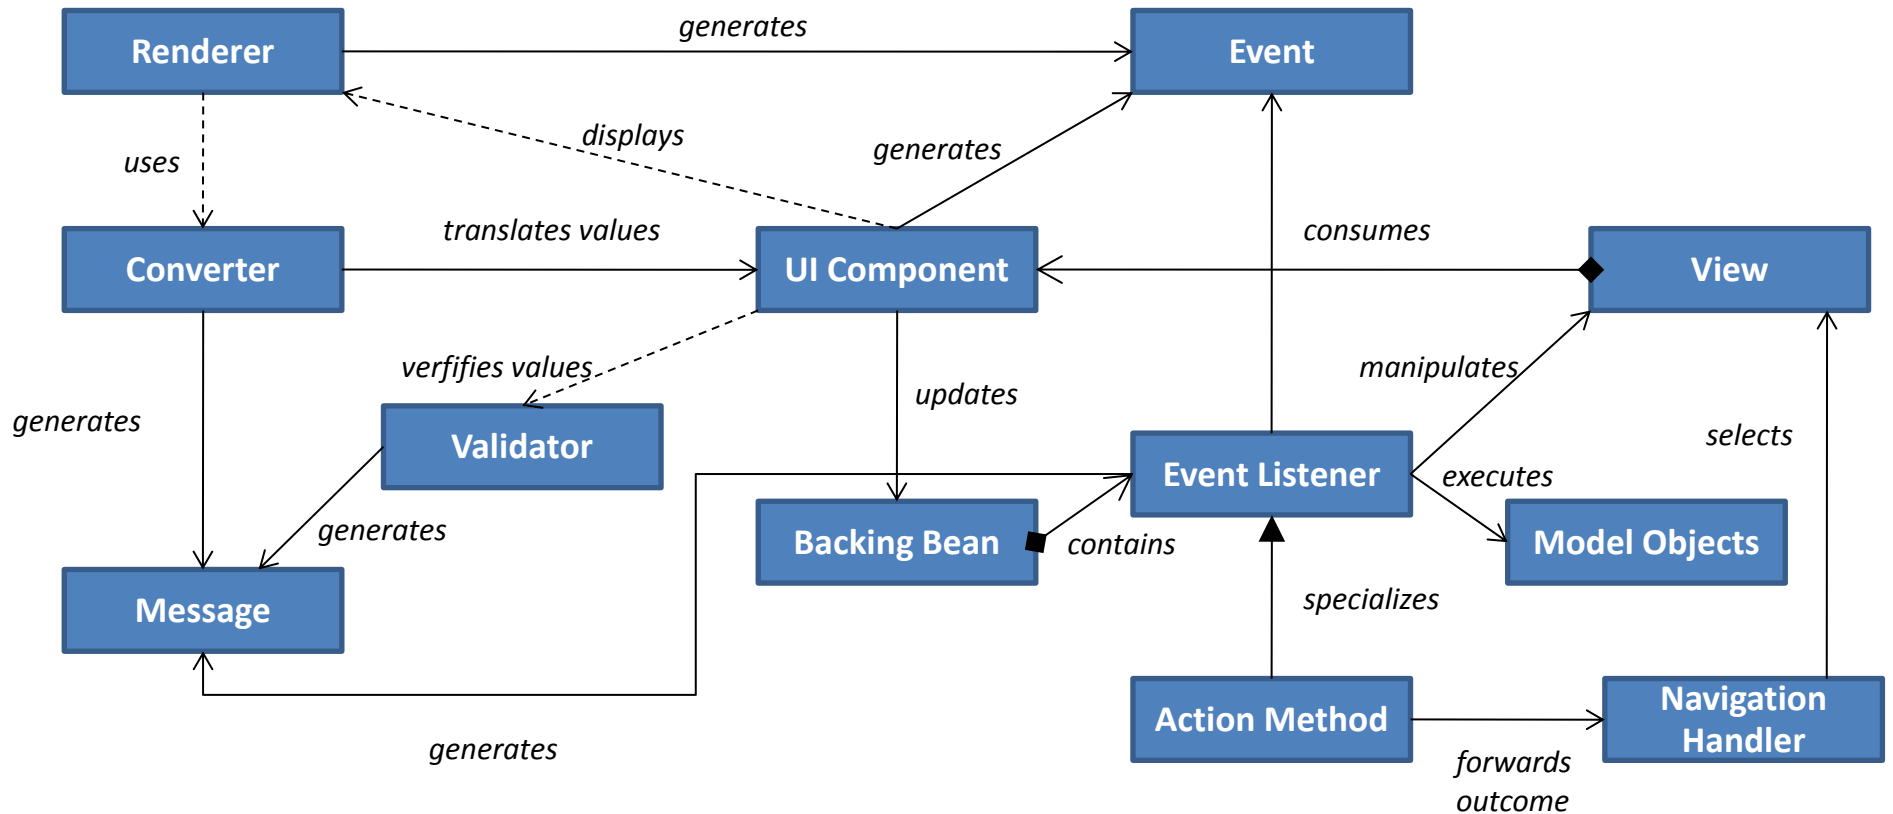 generates
Renderer
Event
displays
generates
uses
translates values
consumes
Converter
UI Component
View
verfifies values
manipulates
updates
generates
selects
Validator
Event Listener
executes
generates
Backing Bean
contains
Model Objects
Message
specializes
Action Method
Navigation
Handler
generates
forwards
outcome